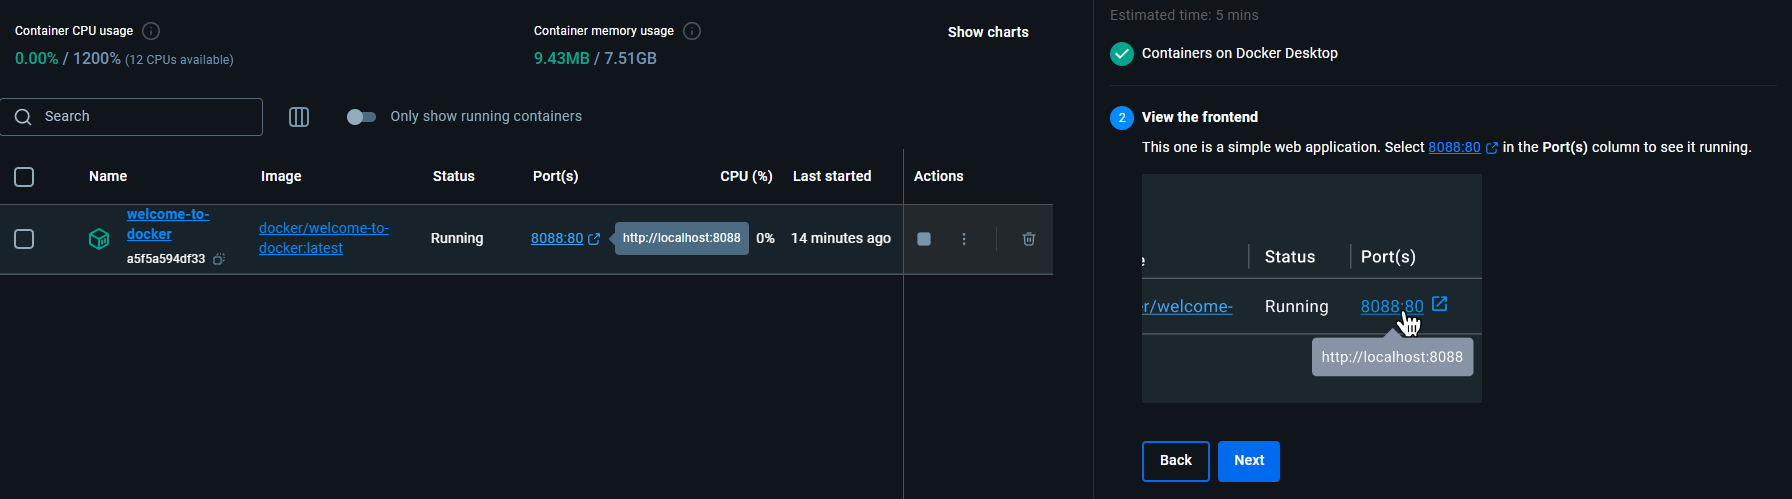 Container CPU usage
0.00% / 1200% (12 CPUs available)
Container memory usage
9.43MB / 7.51GB
Show charts
Search
Only show running containers
Name Image Status Port(s) CPU (%) Last started Actions
welcome-to-
docker
a5f5a594df33
docker/welcome-to-
docker:latest
Running
8088:80
http://localhost:8088
0%
14 minutes ago
Estimated time: 5 mins
Containers on Docker Desktop
2 View the frontend
This one is a simple web application. Select 8088:80 in the Port(s) column to see it running.
e Status Port(s)
er/welcome- Running 8088:80
http://localhost:8088
Back Next